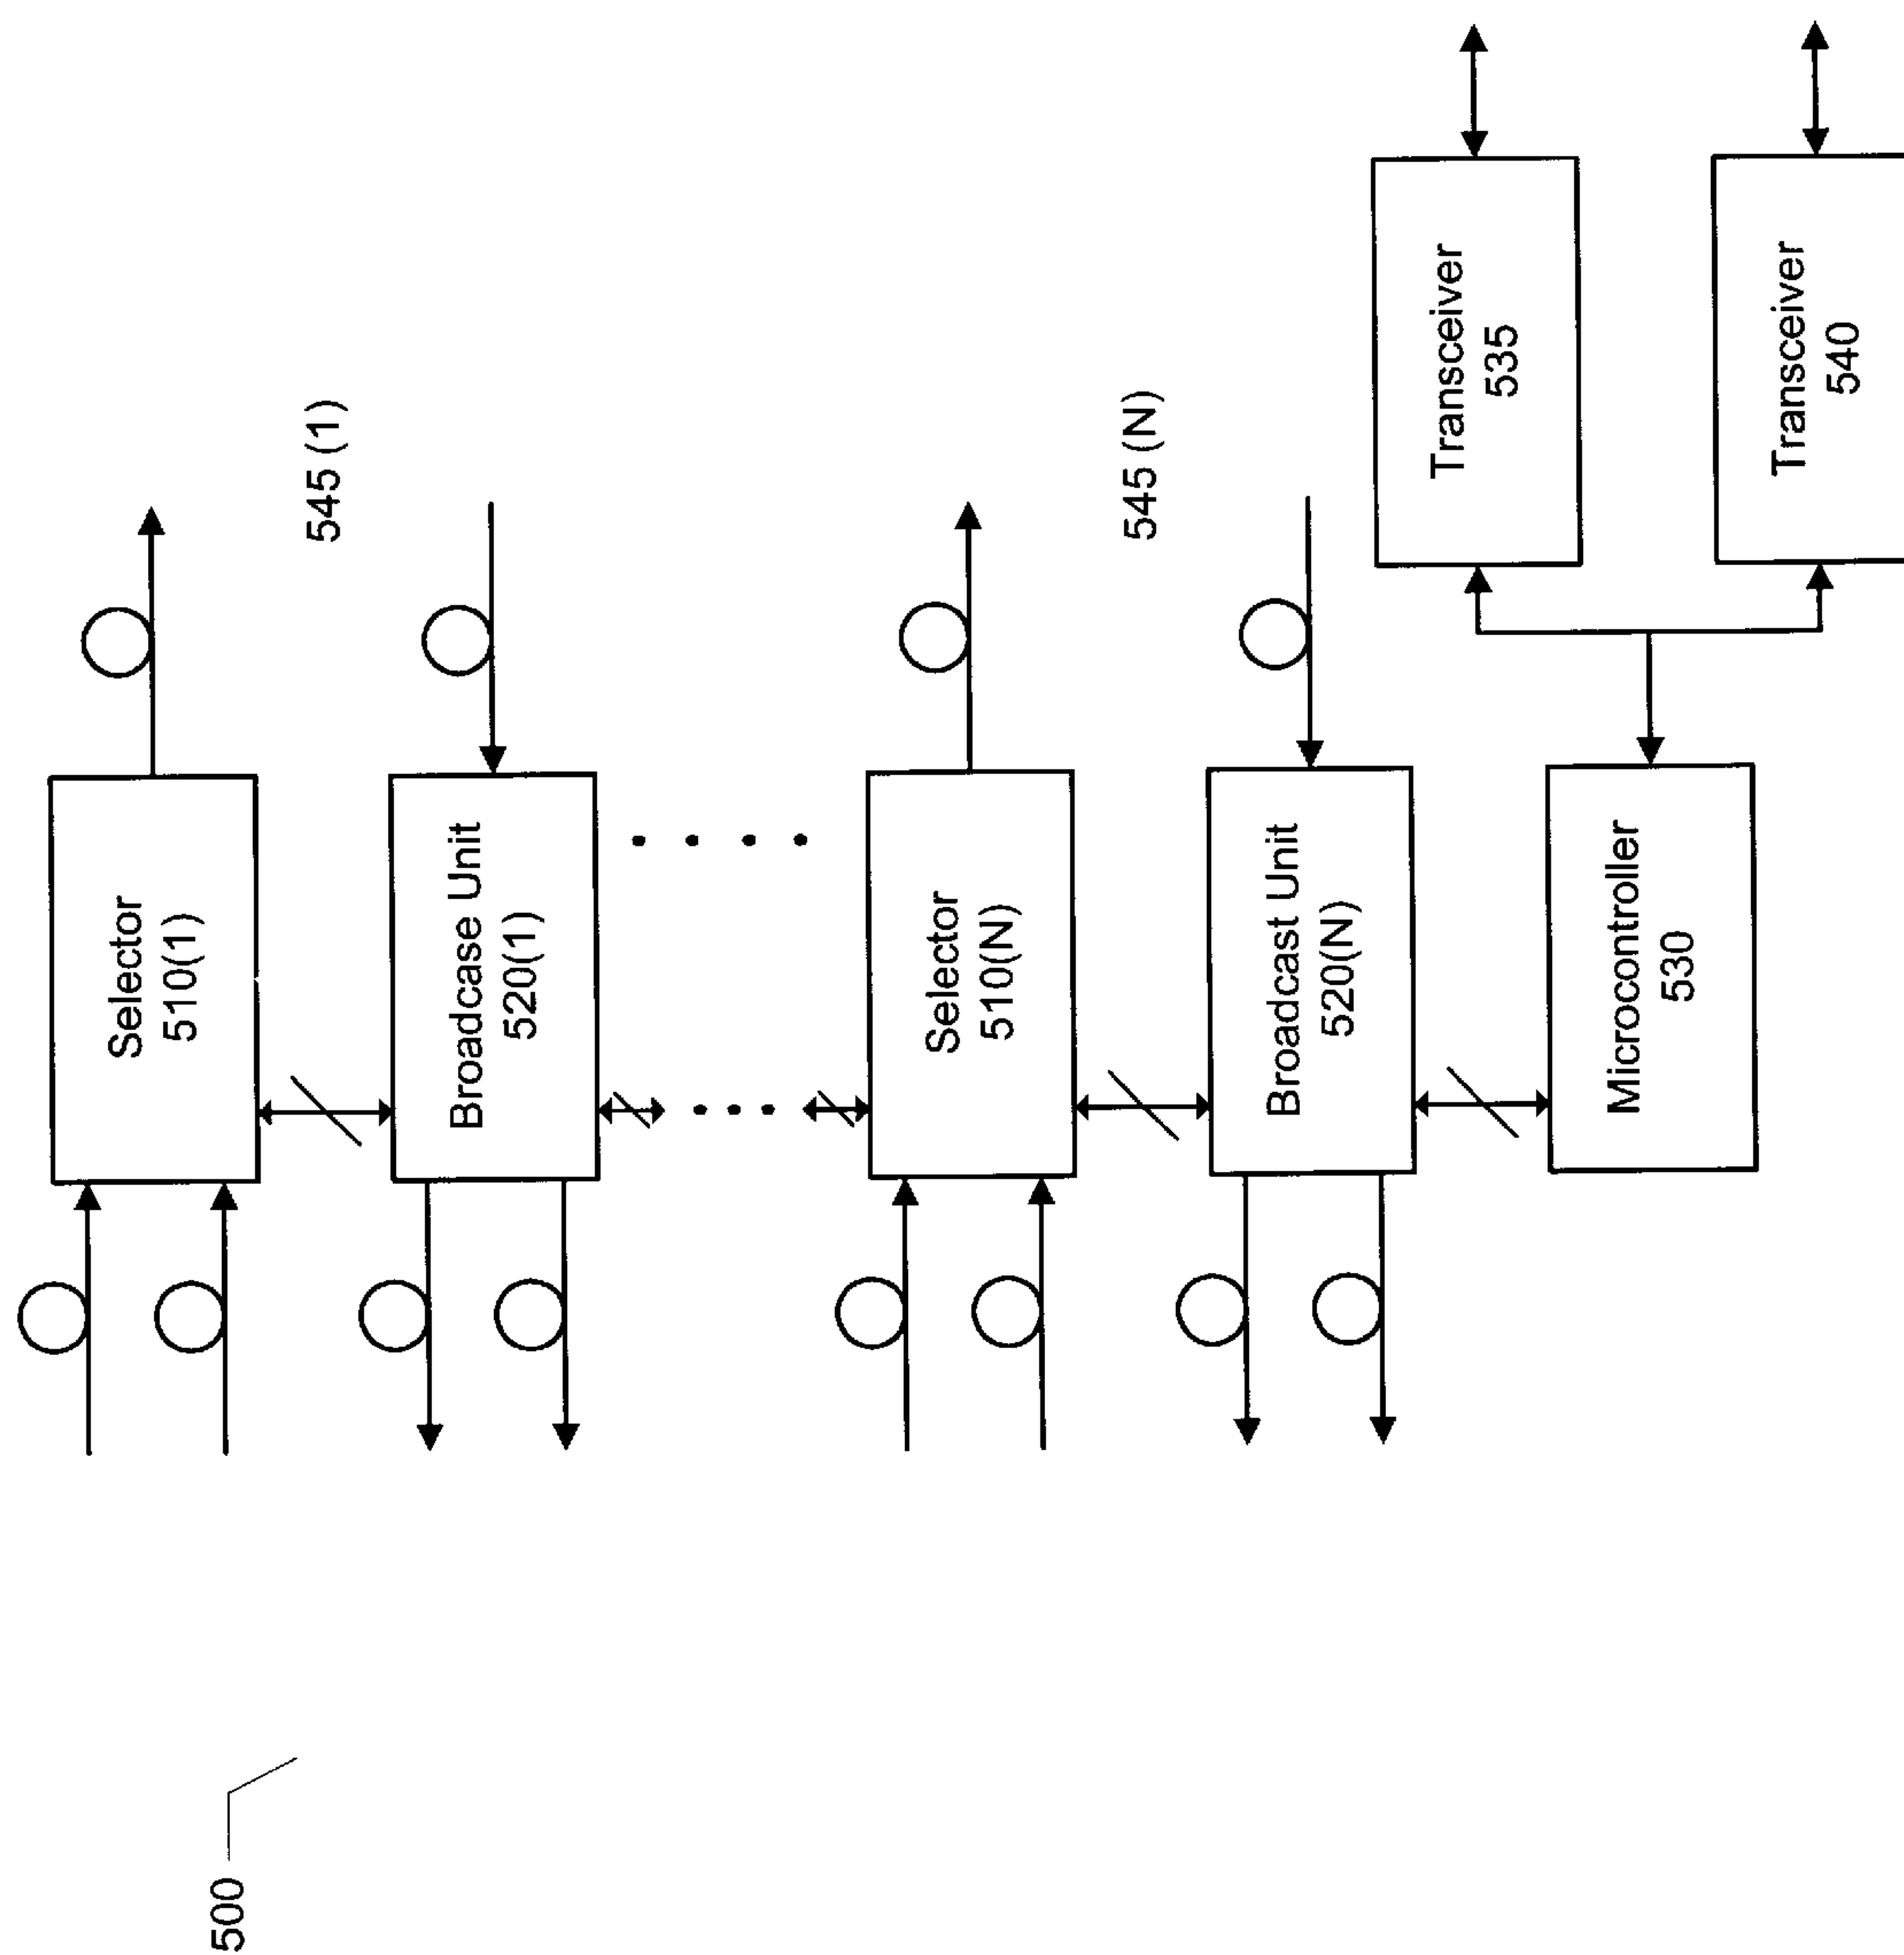 500
Selector
510(1)
545 (1)
Broadcase Unit
520(1)
Selector
510(N)
545 (N)
Broadcast Unit
520(N)
Microcontroller
530
Transceiver
535
Transceiver
540